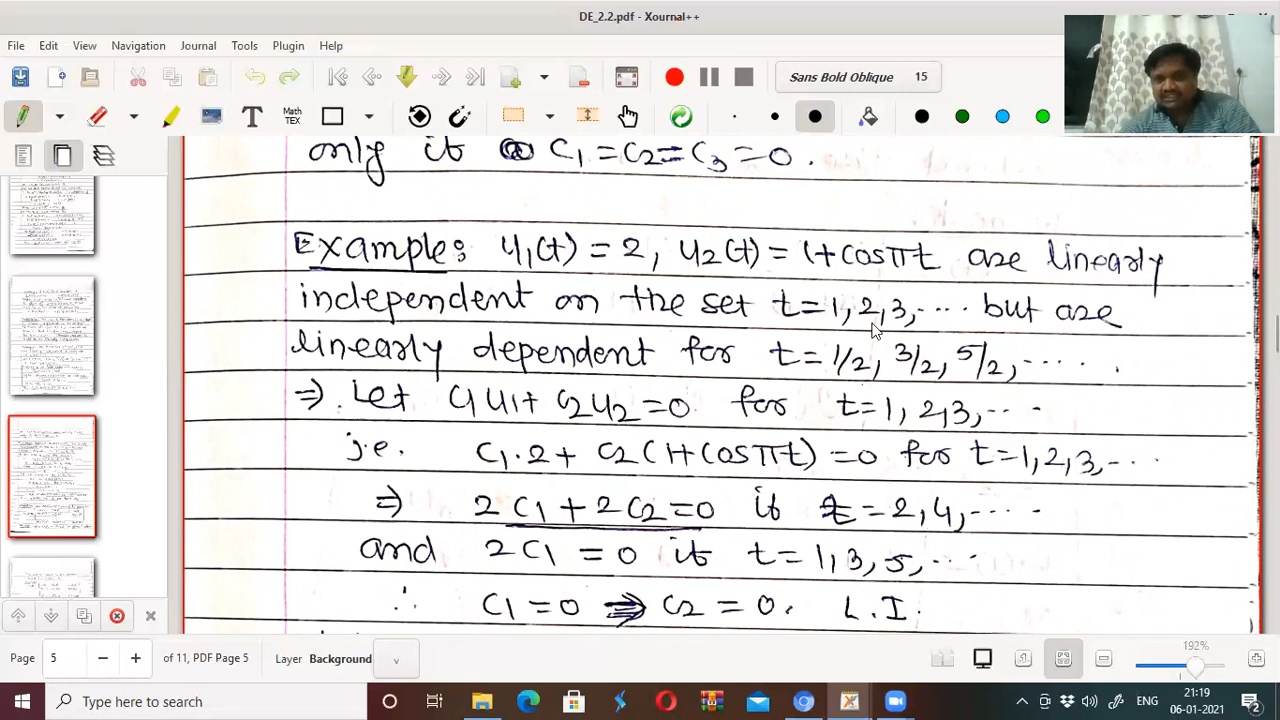 DE_2.2.pdf - Xournal++
File Edit View Navigation Journal Tools Plugin Help
Sans Bold Oblique 15
T Math TEX
only if C1 = C2 = C3 = 0.
Example: u1(t) = 2, u2(t) = 1+cosπt are linearly
independent on the set t=1,2,3,.... but are
linearly dependent for t = 1/2, 3/2, 5/2, .....
⇒. Let C1u1+ C2u2 = 0 for t=1, 2,3,...
i.e. C1.2+ C2(1+cosπt) = 0 for t=1,2,3,...
⇒ 2C1 + 2C2 = 0 if t = 2,4,.....
and 2C1 = 0 if t = 1,3,5,...
∴ C1 = 0 ⇒ C2 = 0. L.I.
Page 5 of 11, PDF Page 5 Layer Background 192%
Type here to search ENG 21:19
06-01-2021 2